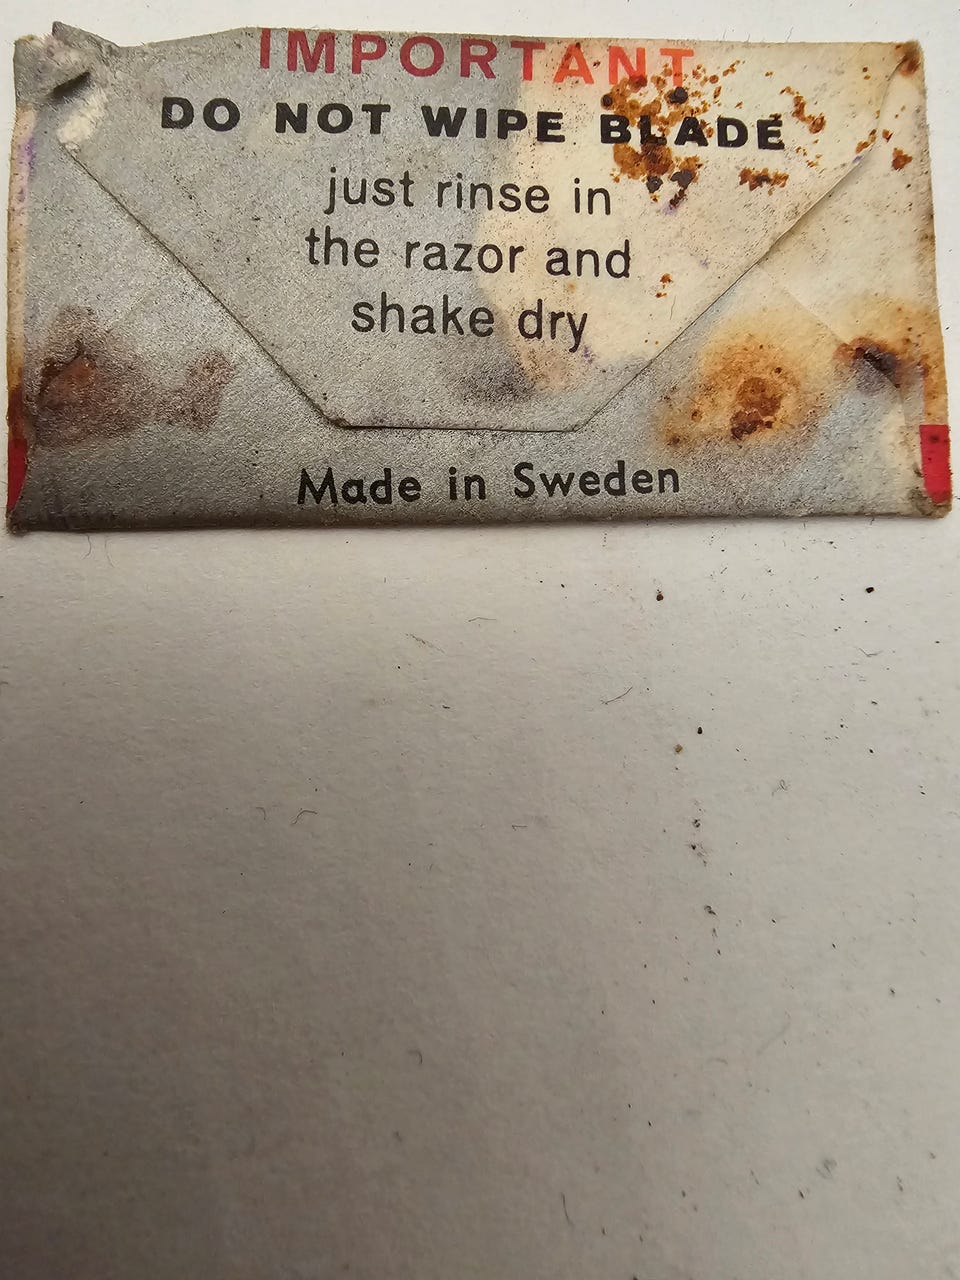 IMPORTANT
DO NOT WIPE BLADE
just rinse in
the razor and
shake dry
Made in Sweden